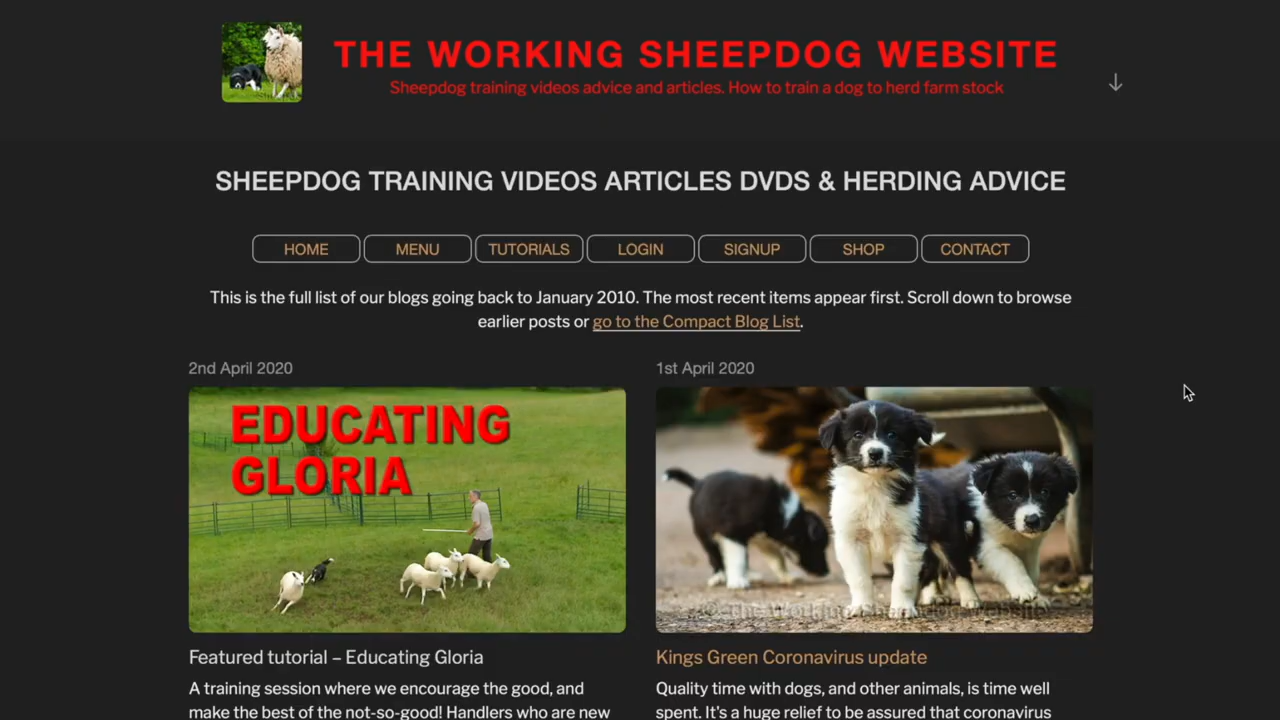 THE WORKING SHEEPDOG WEBSITE
Sheepdog training videos advice and articles. How to train a dog to herd farm stock
SHEEPDOG TRAINING VIDEOS ARTICLES DVDS & HERDING ADVICE
HOME MENU TUTORIALS LOGIN SIGNUP SHOP CONTACT
This is the full list of our blogs going back to January 2010. The most recent items appear first. Scroll down to browse
earlier posts or go to the Compact Blog List.
2nd April 2020
EDUCATING
GLORIA
Featured tutorial – Educating Gloria
A training session where we encourage the good, and
make the best of the not-so-good! Handlers who are new
1st April 2020
© The Working Sheepdog Website
Kings Green Coronavirus update
Quality time with dogs, and other animals, is time well
spent. It's a huge relief to be assured that coronavirus